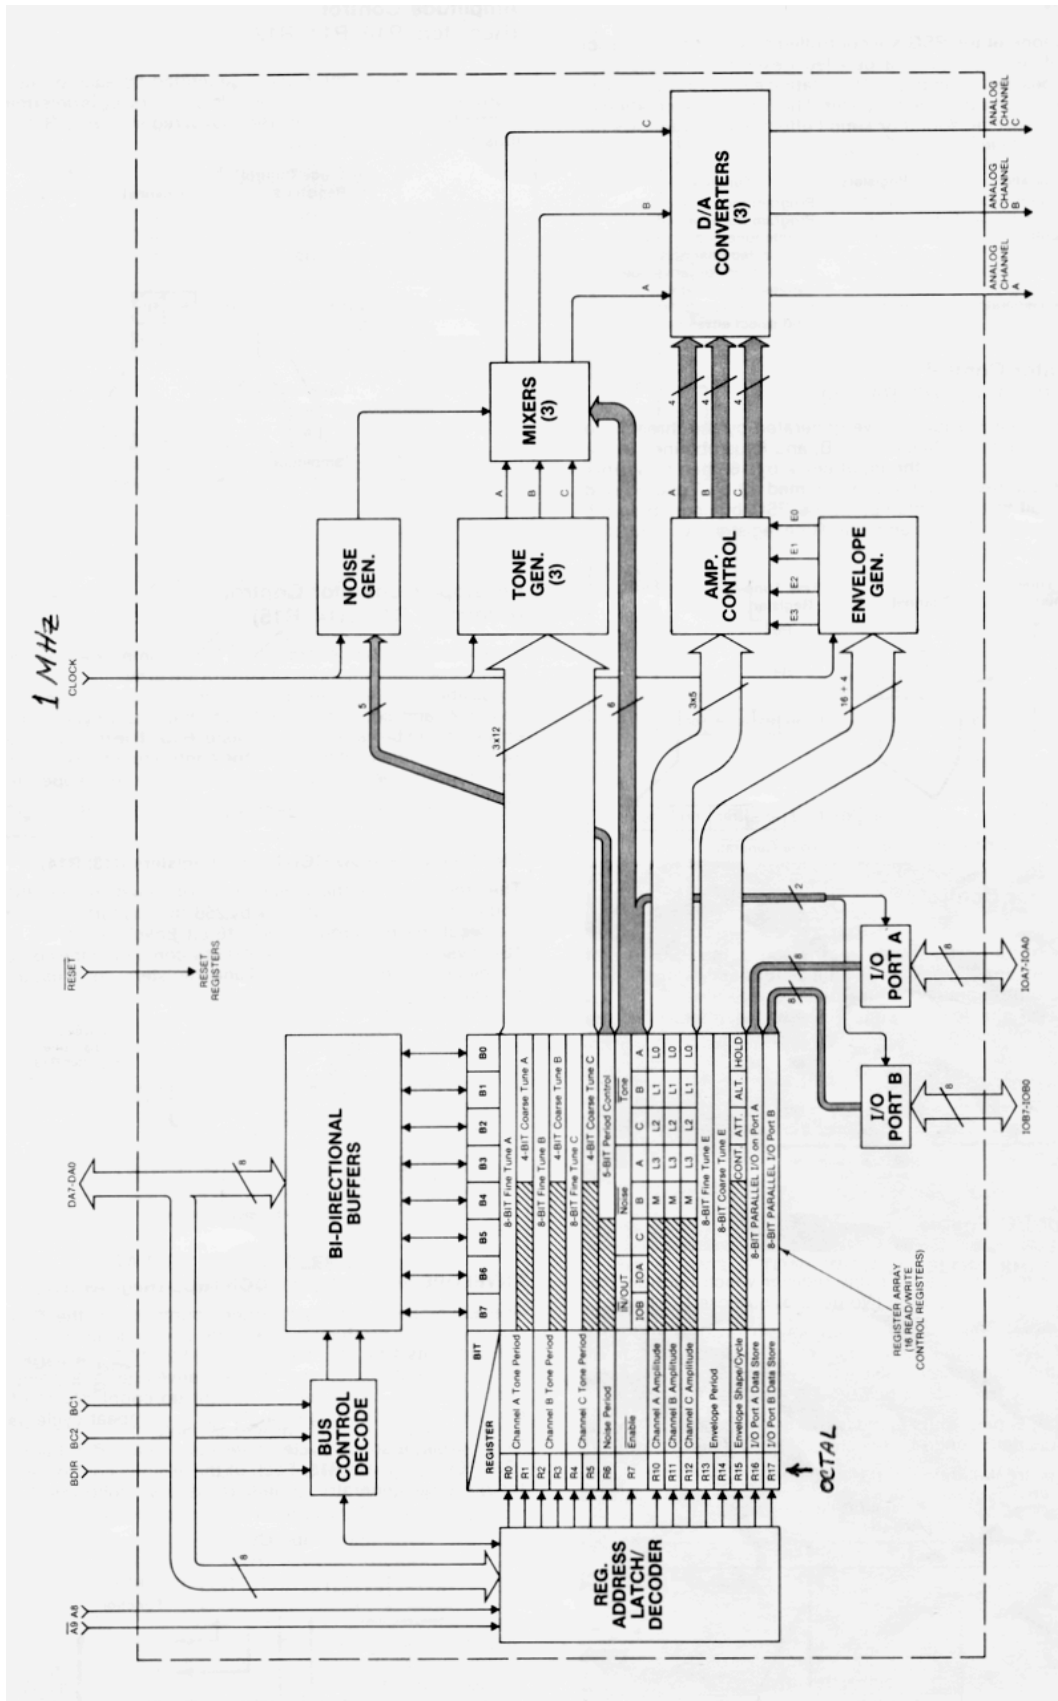 1 MHz
CLOCK
RESET
RESET REGISTERS
DA7-DA0
BC1
BC2
BDIR
A9
A8
8
8
BI-DIRECTIONAL BUFFERS
BUS CONTROL DECODE
REG. ADDRESS LATCH/ DECODER
NOISE GEN.
TONE GEN. (3)
MIXERS (3)
AMP. CONTROL
ENVELOPE GEN.
D/A CONVERTERS (3)
A
B
C
A
B
C
A
B
C
E0
E1
E2
E3
4
4
4
5
3x12
6
3x5
16 + 4
2
8
8
ANALOG CHANNEL C
ANALOG CHANNEL B
ANALOG CHANNEL A
I/O PORT A
I/O PORT B
8
8
IOA7-IOA0
IOB7-IOB0
REGISTER BIT B7 B6 B5 B4 B3 B2 B1 B0
R0 Channel A Tone Period 8-BIT Fine Tune A
R1 4-BIT Coarse Tune A
R2 Channel B Tone Period 8-BIT Fine Tune B
R3 4-BIT Coarse Tune B
R4 Channel C Tone Period 8-BIT Fine Tune C
R5 4-BIT Coarse Tune C
R6 Noise Period 5-BIT Period Control
R7 Enable IN/OUT Noise Tone
IOB IOA C B A C B A
R10 Channel A Amplitude M L3 L2 L1 L0
R11 Channel B Amplitude M L3 L2 L1 L0
R12 Channel C Amplitude M L3 L2 L1 L0
R13 Envelope Period 8-BIT Fine Tune E
R14 8-BIT Coarse Tune E
R15 Envelope Shape/Cycle CONT. ATT. ALT. HOLD
R16 I/O Port A Data Store 8-BIT PARALLEL I/O on Port A
R17 I/O Port B Data Store 8-BIT PARALLEL I/O Port B
OCTAL
REGISTER ARRAY
(16 READ/WRITE
CONTROL REGISTERS)